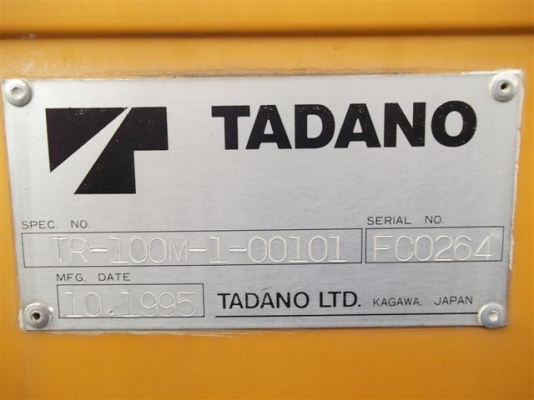 TADANO
SPEC. NO. SERIAL NO.
TR-100M-1-00101 FC0264
MFG. DATE
10.1995 TADANO LTD. KAGAWA, JAPAN